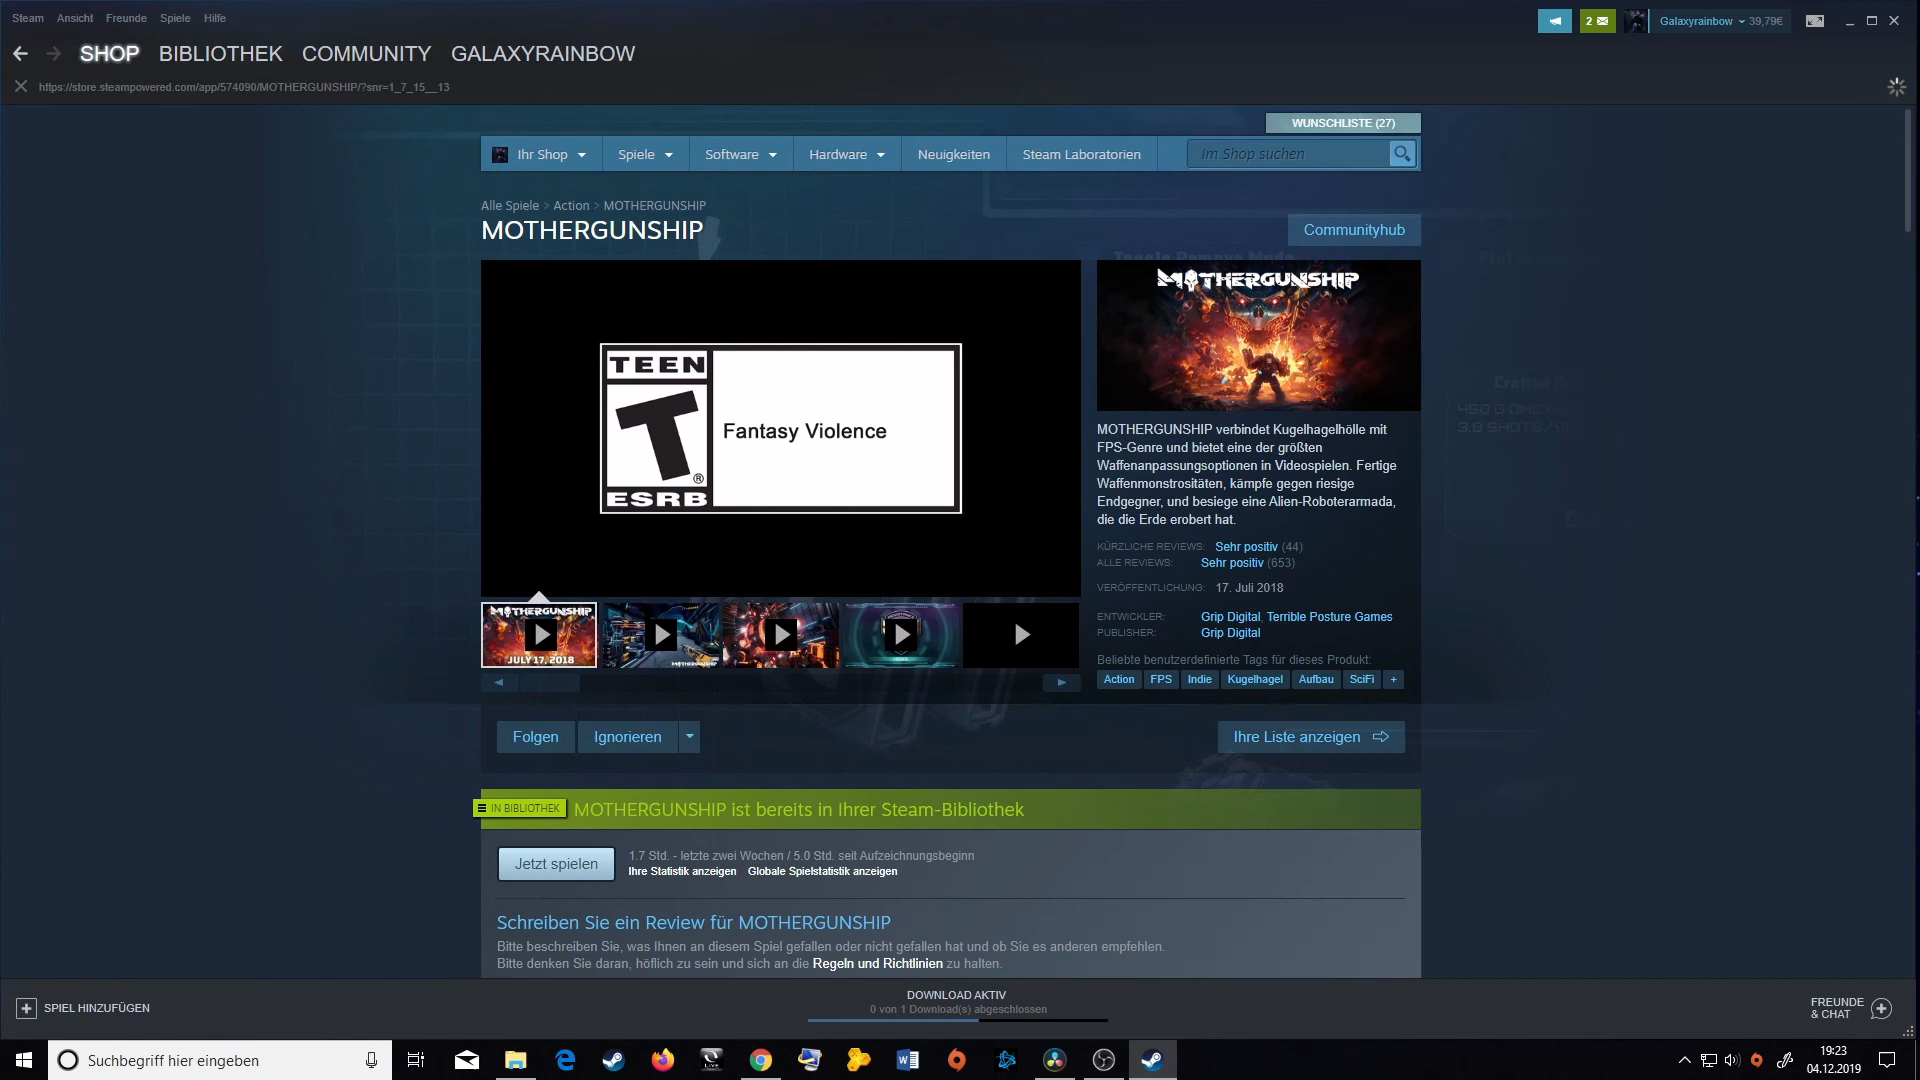 Steam Ansicht Freunde Spiele Hilfe
2 Galaxyrainbow 39,79€
SHOP BIBLIOTHEK COMMUNITY GALAXYRAINBOW
https://store.steampowered.com/app/574090/MOTHERGUNSHIP/?snr=1_7_15__13
WUNSCHLISTE (27)
Ihr Shop Spiele Software Hardware Neuigkeiten Steam Laboratorien Im Shop suchen
Alle Spiele > Action > MOTHERGUNSHIP
MOTHERGUNSHIP
Communityhub
TEEN
T
®
ESRB
Fantasy Violence
MOTHERGUNSHIP
MOTHERGUNSHIP verbindet Kugelhagelhölle mit
FPS-Genre und bietet eine der größten
Waffenanpassungsoptionen in Videospielen. Fertige
Waffenmonstrositäten, kämpfe gegen riesige
Endgegner, und besiege eine Alien-Roboterarmada,
die die Erde erobert hat.
KÜRZLICHE REVIEWS: Sehr positiv (44)
ALLE REVIEWS: Sehr positiv (653)
VERÖFFENTLICHUNG: 17. Juli 2018
ENTWICKLER: Grip Digital, Terrible Posture Games
PUBLISHER: Grip Digital
Beliebte benutzerdefinierte Tags für dieses Produkt:
Action FPS Indie Kugelhagel Aufbau SciFi +
MOTHERGUNSHIP
JULY 17, 2018
MOTHERGUNSHIP
Folgen Ignorieren Ihre Liste anzeigen
IN BIBLIOTHEK MOTHERGUNSHIP ist bereits in Ihrer Steam-Bibliothek
Jetzt spielen
1.7 Std. - letzte zwei Wochen / 5.0 Std. seit Aufzeichnungsbeginn
Ihre Statistik anzeigen Globale Spielstatistik anzeigen
Schreiben Sie ein Review für MOTHERGUNSHIP
Bitte beschreiben Sie, was Ihnen an diesem Spiel gefallen oder nicht gefallen hat und ob Sie es anderen empfehlen.
Bitte denken Sie daran, höflich zu sein und sich an die Regeln und Richtlinien zu halten.
SPIEL HINZUFÜGEN
DOWNLOAD AKTIV
0 von 1 Download(s) abgeschlossen
FREUNDE
& CHAT
Suchbegriff hier eingeben
19:23
04.12.2019